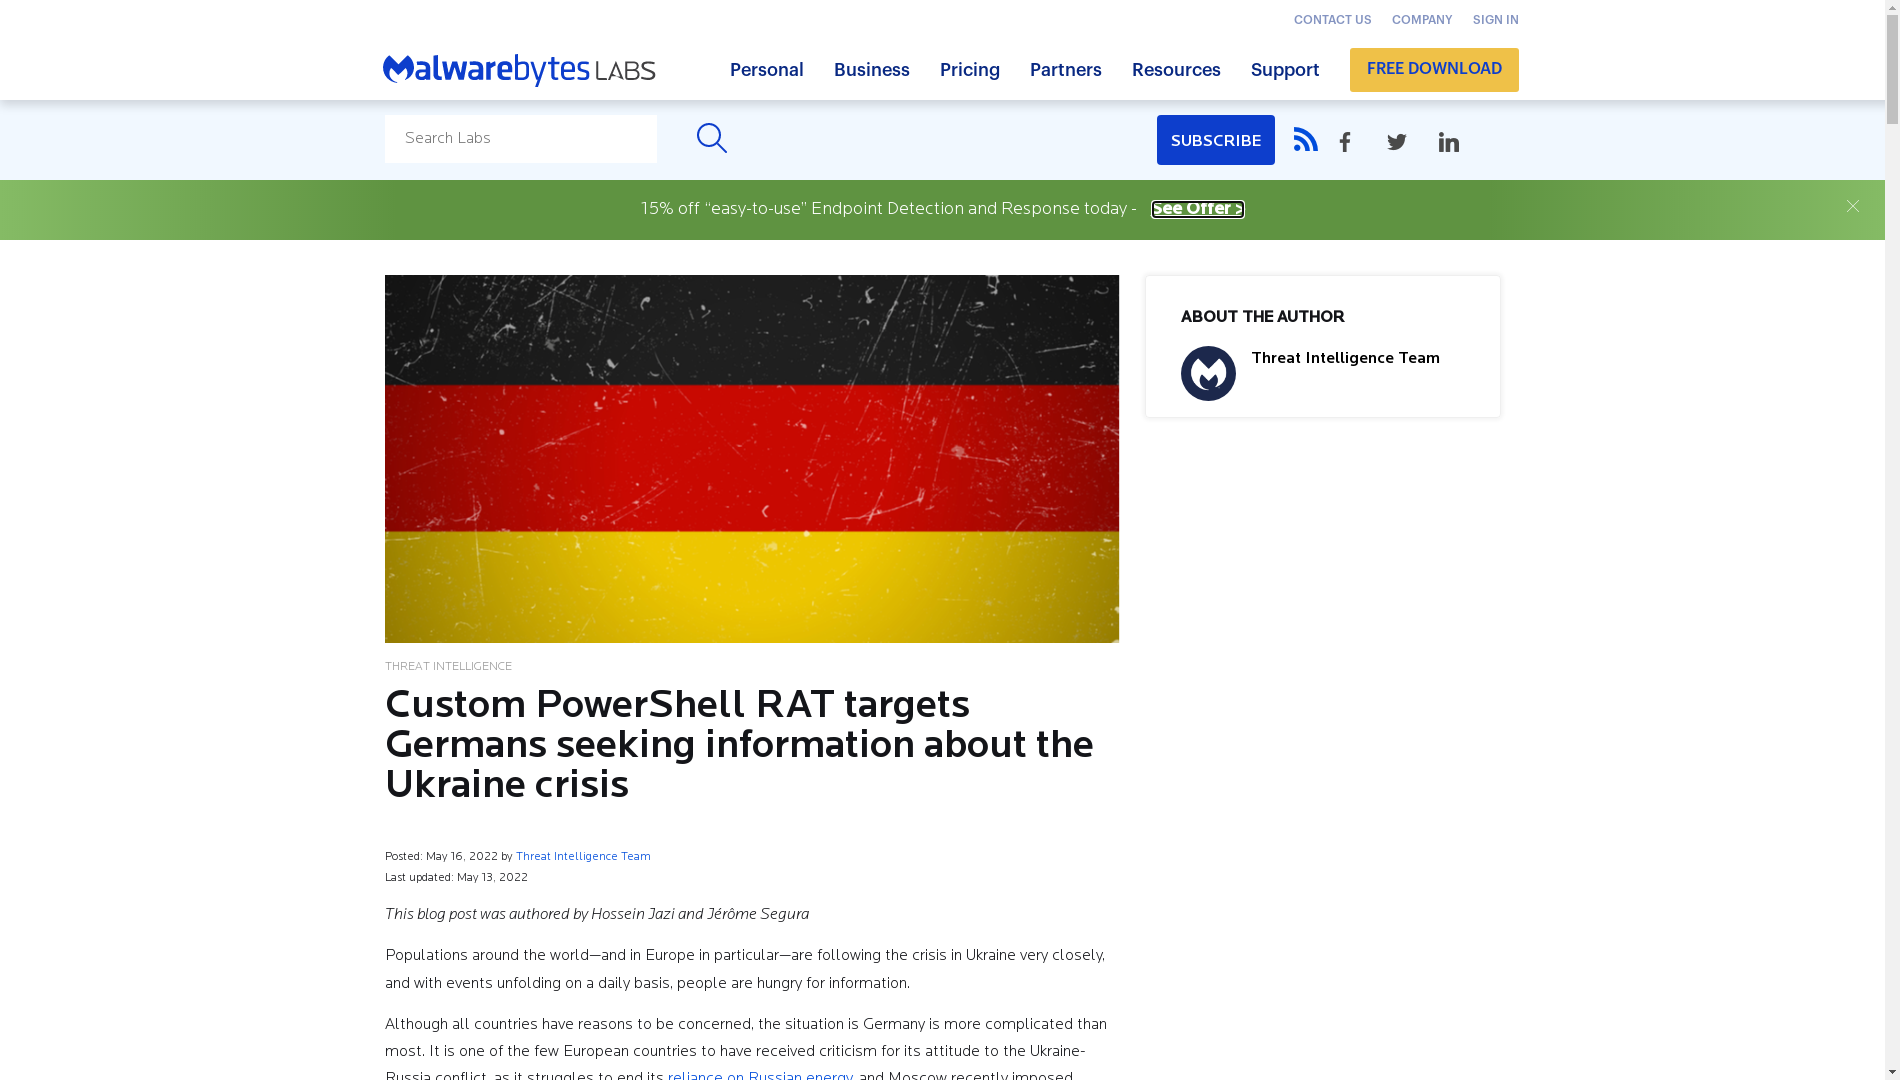 CONTACT US COMPANY SIGN IN
Malwarebytes LABS Personal Business Pricing Partners Resources Support FREE DOWNLOAD
Search Labs SUBSCRIBE
15% off “easy-to-use” Endpoint Detection and Response today - See Offer >
ABOUT THE AUTHOR
Threat Intelligence Team
THREAT INTELLIGENCE
Custom PowerShell RAT targets
Germans seeking information about the
Ukraine crisis
Posted: May 16, 2022 by Threat Intelligence Team
Last updated: May 13, 2022
This blog post was authored by Hossein Jazi and Jérôme Segura
Populations around the world—and in Europe in particular—are following the crisis in Ukraine very closely,
and with events unfolding on a daily basis, people are hungry for information.
Although all countries have reasons to be concerned, the situation is Germany is more complicated than
most. It is one of the few European countries to have received criticism for its attitude to the Ukraine-
Russia conflict, as it struggles to end its reliance on Russian energy, and Moscow recently imposed